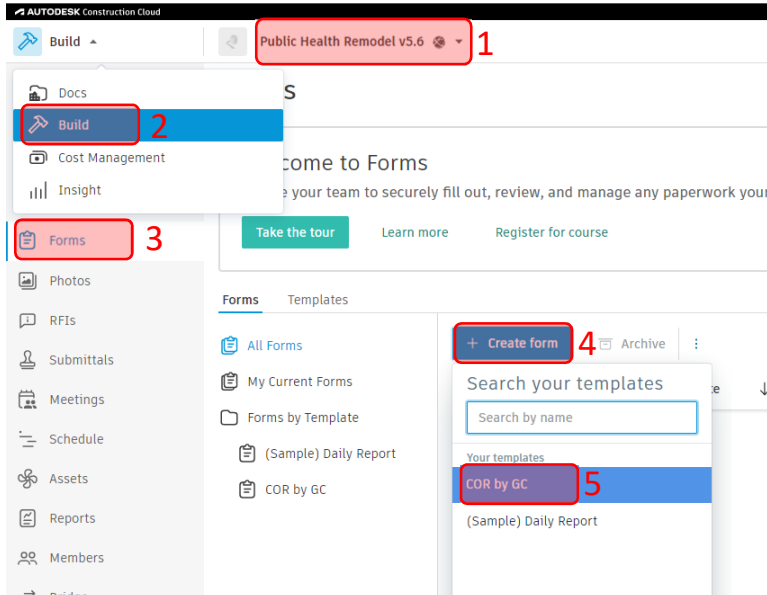 AUTODESK Construction Cloud
Build
Public Health Remodel v5.6
1
s
Docs
Build 2
Cost Management
Insight
come to Forms
your team to securely fill out, review, and manage any paperwork your
Take the tour Learn more Register for course
Forms 3
Photos
RFIs
Submittals
Meetings
Schedule
Assets
Reports
Members
Forms Templates
All Forms
My Current Forms
Forms by Template
(Sample) Daily Report
COR by GC
+ Create form 4 Archive
Search your templates
Search by name
Your templates
COR by GC 5
(Sample) Daily Report